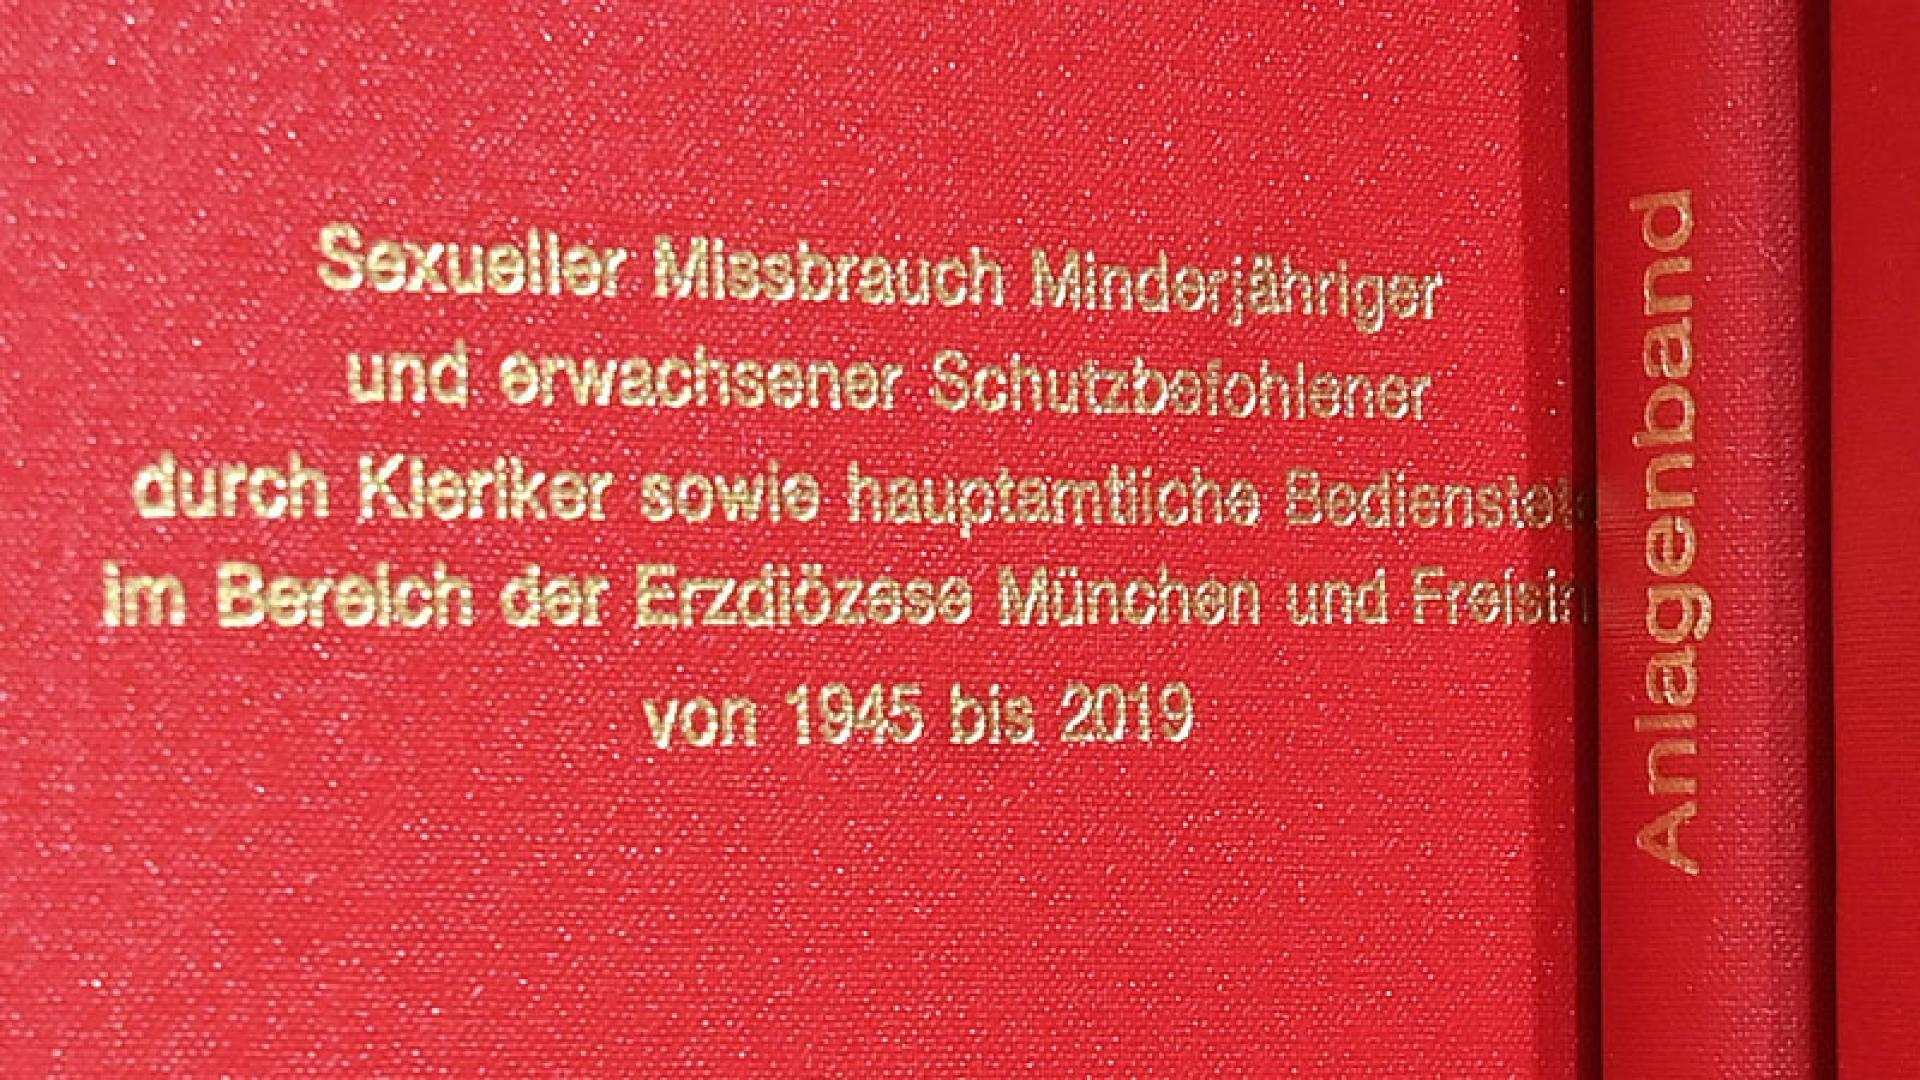 Sexueller Missbrauch Minderjähriger
und erwachsener Schutzbefohlener
durch Kleriker sowie hauptamtliche
im Bereich der Erzdiözese München und
von 1945 bis 2019
Anlagenband